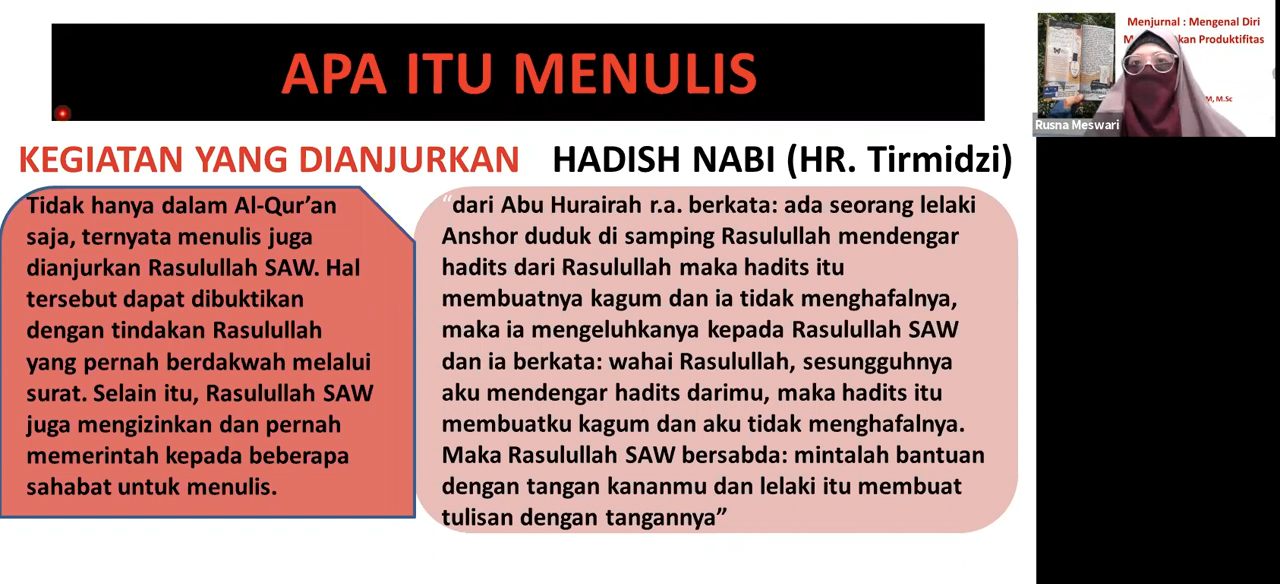 APA ITU MENULIS
KEGIATAN YANG DIANJURKAN
Tidak hanya dalam Al-Qur’an
saja, ternyata menulis juga
dianjurkan Rasulullah SAW. Hal
tersebut dapat dibuktikan
dengan tindakan Rasulullah
yang pernah berdakwah melalui
surat. Selain itu, Rasulullah SAW
juga mengizinkan dan pernah
memerintah kepada beberapa
sahabat untuk menulis.
HADISH NABI (HR. Tirmidzi)
“dari Abu Hurairah r.a. berkata: ada seorang lelaki
Anshor duduk di samping Rasulullah mendengar
hadits dari Rasulullah maka hadits itu
membuatnya kagum dan ia tidak menghafalnya,
maka ia mengeluhkanya kepada Rasulullah SAW
dan ia berkata: wahai Rasulullah, sesungguhnya
aku mendengar hadits darimu, maka hadits itu
membuatku kagum dan aku tidak menghafalnya.
Maka Rasulullah SAW bersabda: mintalah bantuan
dengan tangan kananmu dan lelaki itu membuat
tulisan dengan tangannya”
Menjurnal : Mengenal Diri
Produktifitas
M.Sc
Rusna Meswari